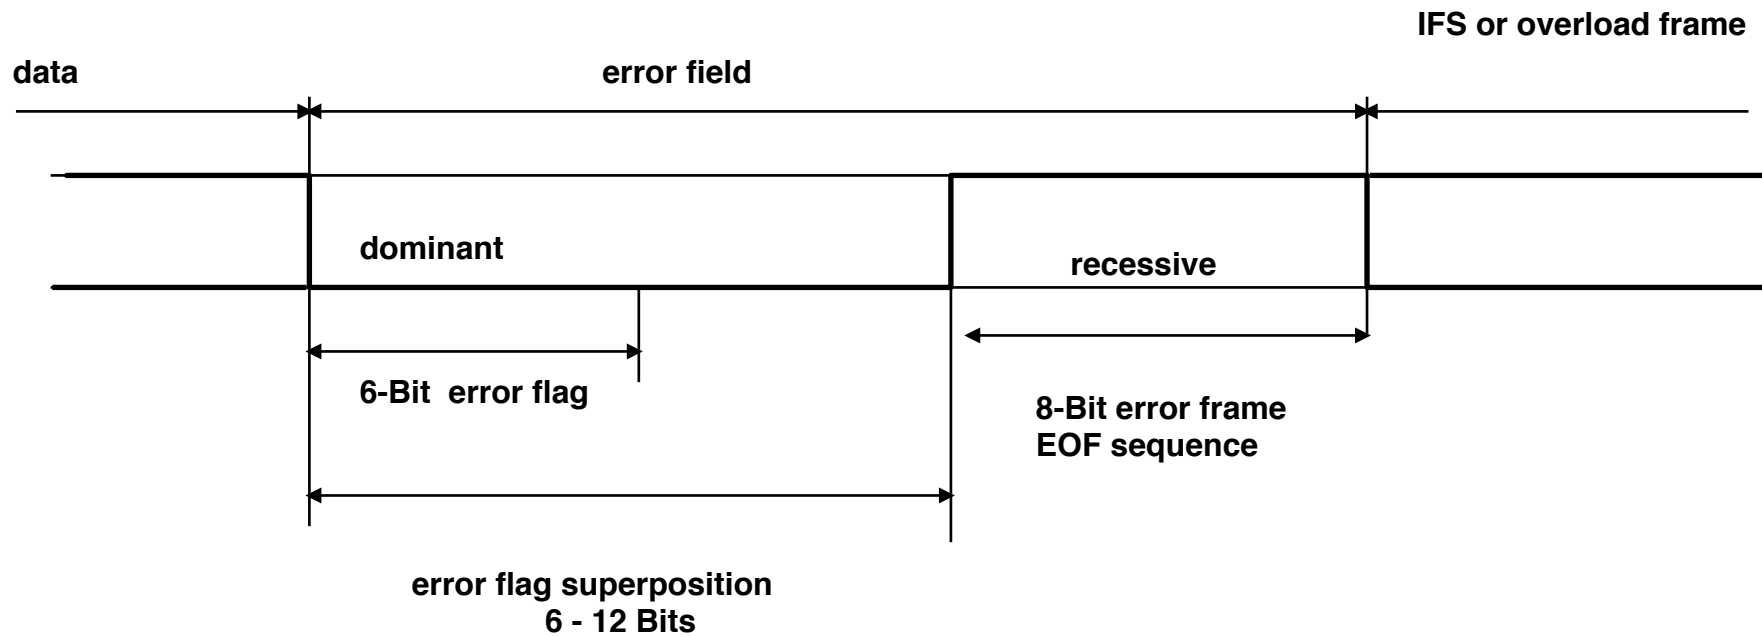 IFS or overload frame
data
error field
dominant
recessive
6-Bit error flag
8-Bit error frame
EOF sequence
error flag superposition
6 - 12 Bits